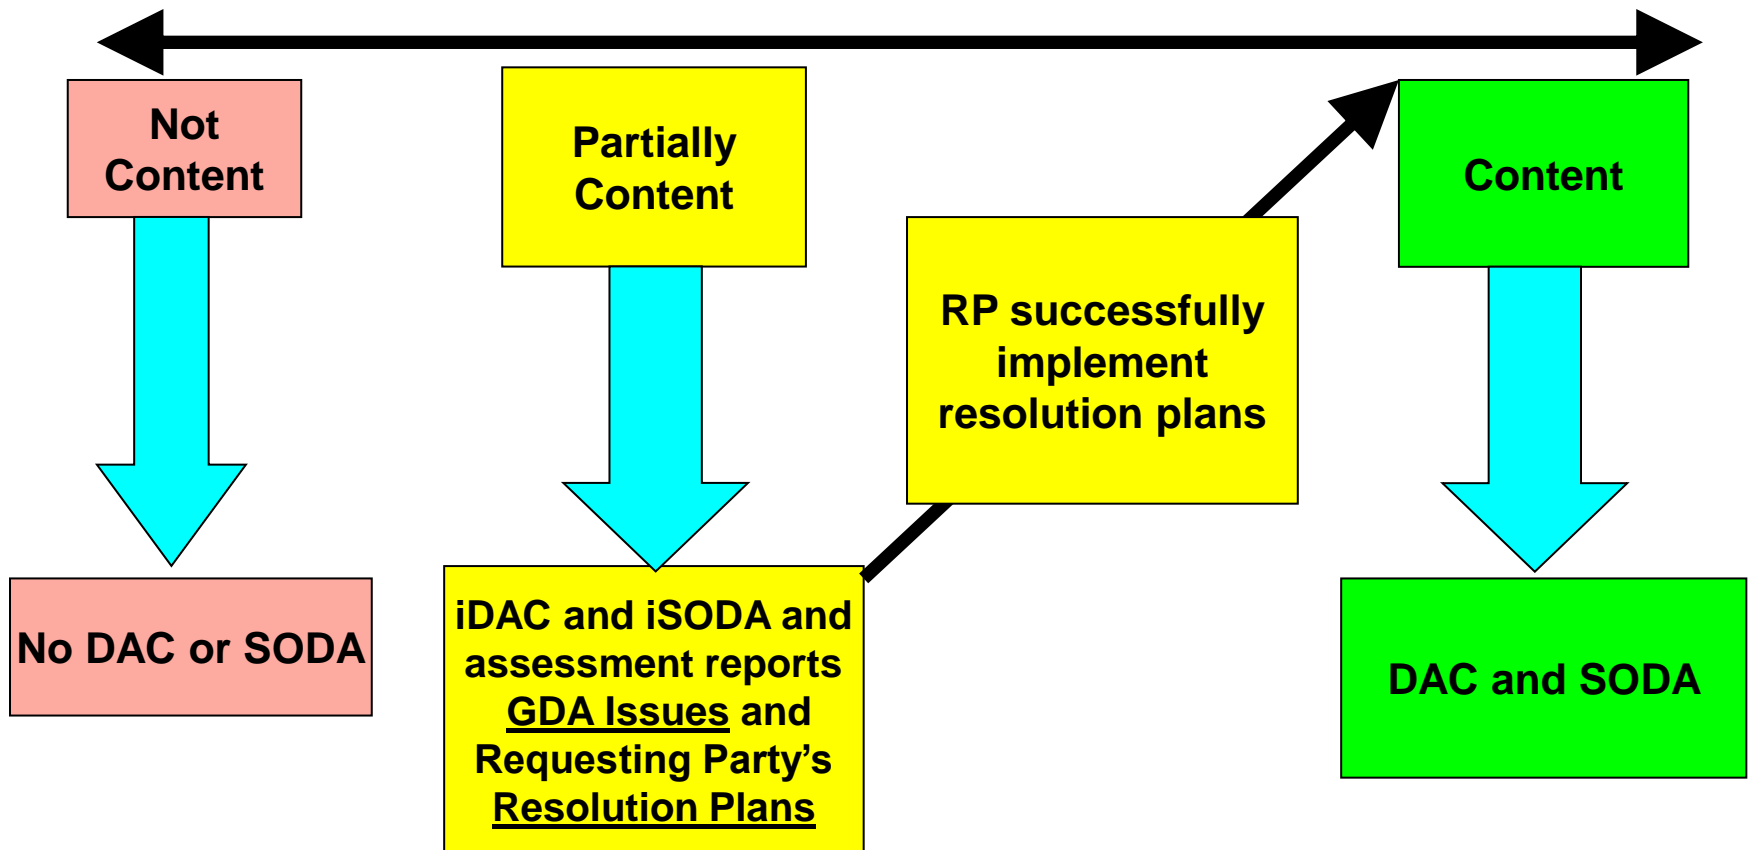 Not
Content
Partially
Content
Content
RP successfully
implement
resolution plans
No DAC or SODA
iDAC and iSODA and
assessment reports
GDA Issues and
Requesting Party’s
Resolution Plans
DAC and SODA